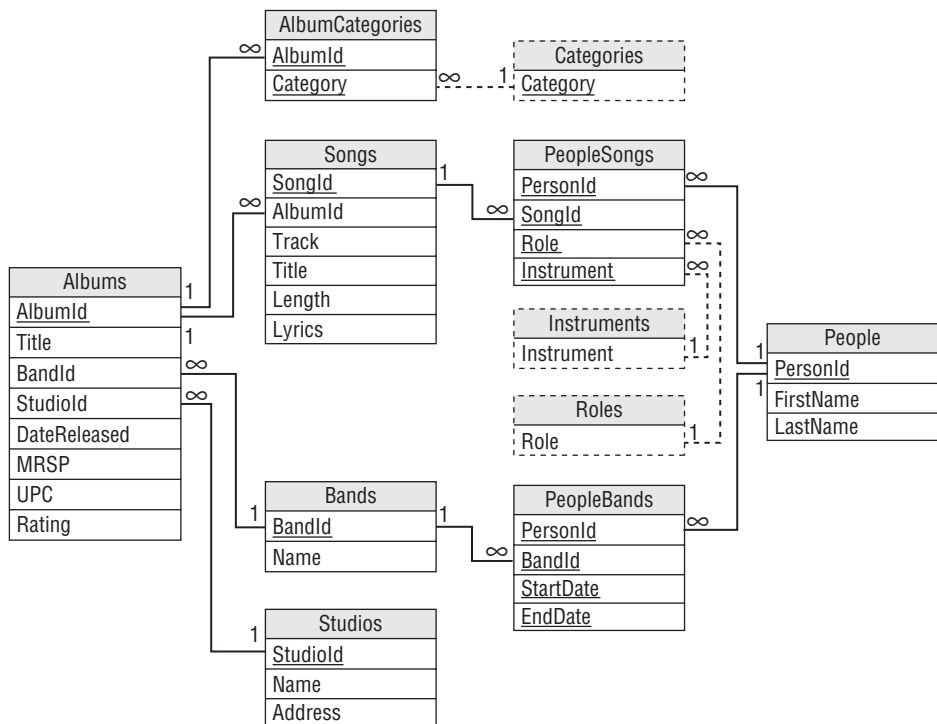 AlbumCategories
AlbumId
Category
∞
∞
1
Categories
Category
Songs
SongId
AlbumId
Track
Title
Length
Lyrics
1
∞
∞
PeopleSongs
PersonId
SongId
Role
Instrument
∞
∞
∞
Albums
AlbumId
Title
BandId
StudioId
DateReleased
MRSP
UPC
Rating
1
1
∞
∞
Instruments
Instrument
1
Roles
Role
1
People
PersonId
FirstName
LastName
1
1
Bands
BandId
Name
1
1
∞
PeopleBands
PersonId
BandId
StartDate
EndDate
∞
Studios
StudioId
Name
Address
1